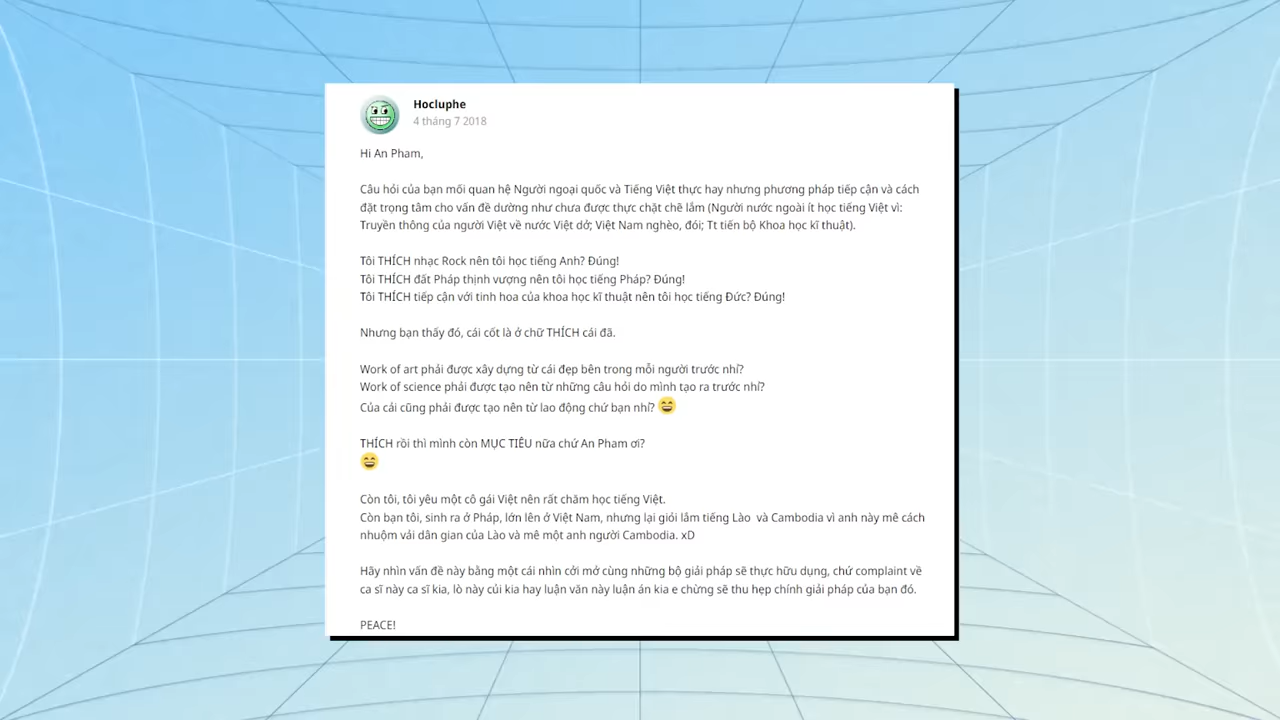 Hocluphe
4 tháng 7 2018
Hi An Pham,
Câu hỏi của bạn mối quan hệ Người ngoại quốc và Tiếng Việt thực hay nhưng phương pháp tiếp cận và cách
đặt trọng tâm cho vấn đề dường như chưa được thực chặt chẽ lắm (Người nước ngoài ít học tiếng Việt vì:
Truyền thông của người Việt về nước Việt dở; Việt Nam nghèo, đói; Tt tiến bộ Khoa học kĩ thuật).
Tôi THÍCH nhạc Rock nên tôi học tiếng Anh? Đúng!
Tôi THÍCH đất Pháp thịnh vượng nên tôi học tiếng Pháp? Đúng!
Tôi THÍCH tiếp cận với tinh hoa của khoa học kĩ thuật nên tôi học tiếng Đức? Đúng!
Nhưng bạn thấy đó, cái cốt là ở chữ THÍCH cái đã.
Work of art phải được xây dựng từ cái đẹp bên trong mỗi người trước nhỉ?
Work of science phải được tạo nên từ những câu hỏi do mình tạo ra trước nhỉ?
Của cải cũng phải được tạo nên từ lao động chứ bạn nhỉ? 😄
THÍCH rồi thì mình còn MỤC TIÊU nữa chứ An Pham ơi?
😄
Còn tôi, tôi yêu một cô gái Việt nên rất chăm học tiếng Việt.
Còn bạn tôi, sinh ra ở Pháp, lớn lên ở Việt Nam, nhưng lại giỏi lắm tiếng Lào và Cambodia vì anh này mê cách
nhuộm vải dân gian của Lào và mê một anh người Cambodia. xD
Hãy nhìn vấn đề này bằng một cái nhìn cởi mở cùng những bộ giải pháp sẽ thực hữu dụng, chứ complaint về
ca sĩ này ca sĩ kia, lò này củi kia hay luận văn này luận án kia e chừng sẽ thu hẹp chính giải pháp của bạn đó.
PEACE!